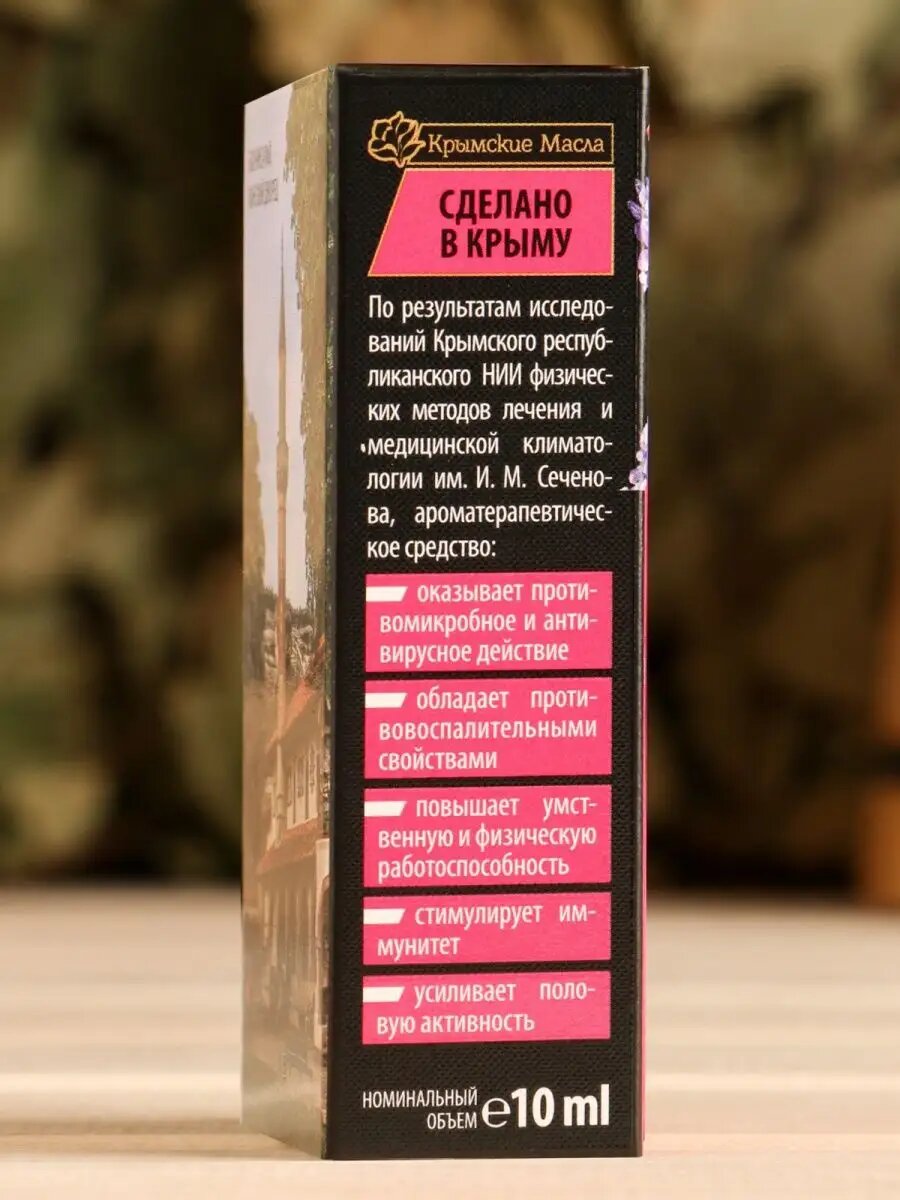 Крымские Масла
СДЕЛАНО
В КРЫМУ
По результатам исследо-
ваний Крымского респуб-
ликанского НИИ физичес-
ких методов лечения и
медицинской климато-
логии им. И. М. Сечено-
ва, ароматерапевтичес-
кое средство:
оказывает проти-
вомикробное и анти-
вирусное действие
обладает проти-
вовоспалительными
свойствами
повышает умст-
венную и физическую
работоспособность
стимулирует им-
мунитет
усиливает поло-
вую активность
НОМИНАЛЬНЫЙ
ОБЪЕМ ℮10 ml